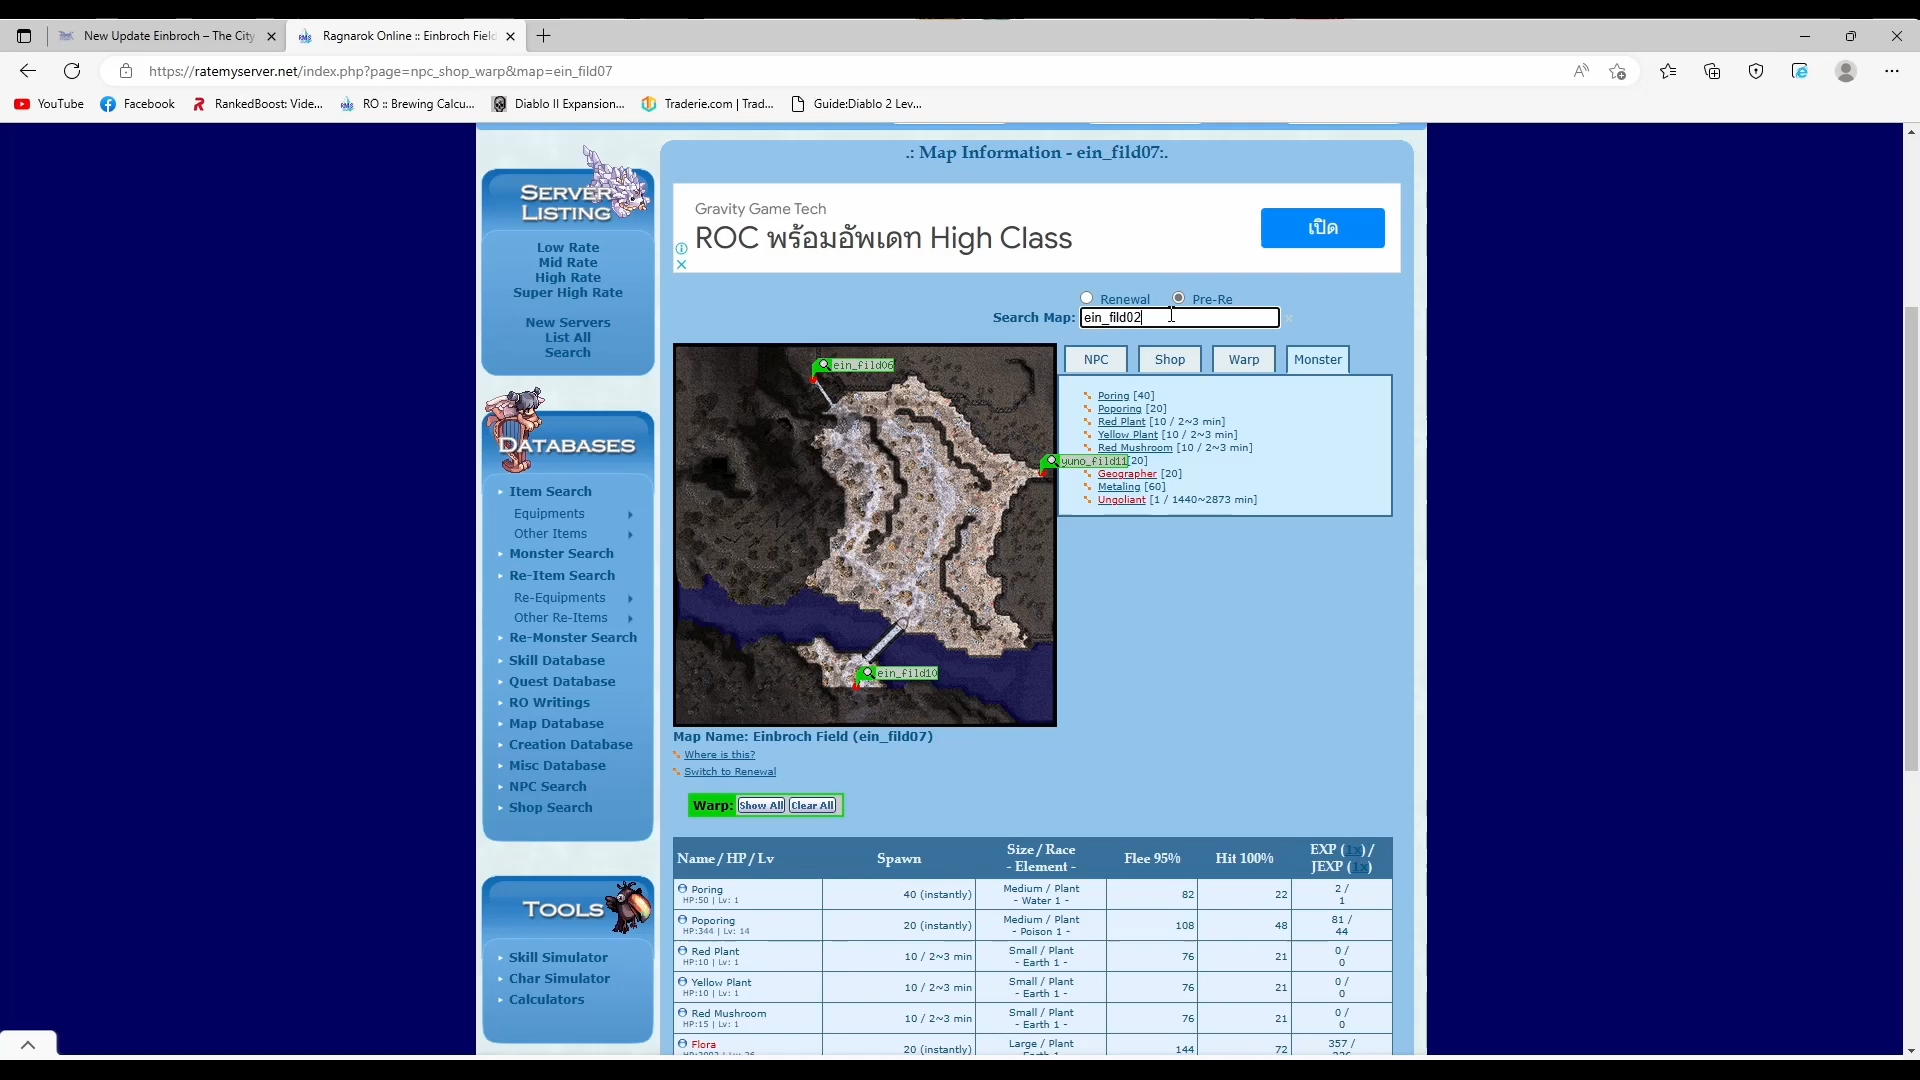 New Update Einbroch – The City
Ragnarok Online :: Einbroch Field
https://ratemyserver.net/index.php?page=npc_shop_warp&map=ein_fild07
YouTube
Facebook
RankedBoost: Vide...
RO :: Brewing Calcu...
Diablo II Expansion...
Traderie.com | Trad...
Guide:Diablo 2 Lev...
.: Map Information - ein_fild07:.
SERVER
LISTING
Low Rate
Mid Rate
High Rate
Super High Rate
New Servers
List All
Search
Gravity Game Tech
ROC พร้อมอัพเดท High Class
เปิด
Renewal
Pre-Re
Search Map:
ein_fild02
NPC
Shop
Warp
Monster
Poring [40]
Poporing [20]
Red Plant [10 / 2~3 min]
Yellow Plant [10 / 2~3 min]
Red Mushroom [10 / 2~3 min]
[20]
Geographer [20]
Metaling [60]
Ungoliant [1 / 1440~2873 min]
ein_fild06
yuno_fild11
ein_fild10
Map Name: Einbroch Field (ein_fild07)
Where is this?
Switch to Renewal
Warp: Show All Clear All
DATABASES
Item Search
Equipments
Other Items
Monster Search
Re-Item Search
Re-Equipments
Other Re-Items
Re-Monster Search
Skill Database
Quest Database
RO Writings
Map Database
Creation Database
Misc Database
NPC Search
Shop Search
TOOLS
Skill Simulator
Char Simulator
Calculators
Name / HP / Lv
Spawn
Size / Race
- Element -
Flee 95%
Hit 100%
EXP (1x) /
JEXP (1x)
Poring
HP:50 | Lv: 1
40 (instantly)
Medium / Plant
- Water 1 -
82
22
2 /
1
Poporing
HP:344 | Lv: 14
20 (instantly)
Medium / Plant
- Poison 1 -
108
48
81 /
44
Red Plant
HP:10 | Lv: 1
10 / 2~3 min
Small / Plant
- Earth 1 -
76
21
0 /
0
Yellow Plant
HP:10 | Lv: 1
10 / 2~3 min
Small / Plant
- Earth 1 -
76
21
0 /
0
Red Mushroom
HP:15 | Lv: 1
10 / 2~3 min
Small / Plant
- Earth 1 -
76
21
0 /
0
Flora
20 (instantly)
Large / Plant
144
72
357 /